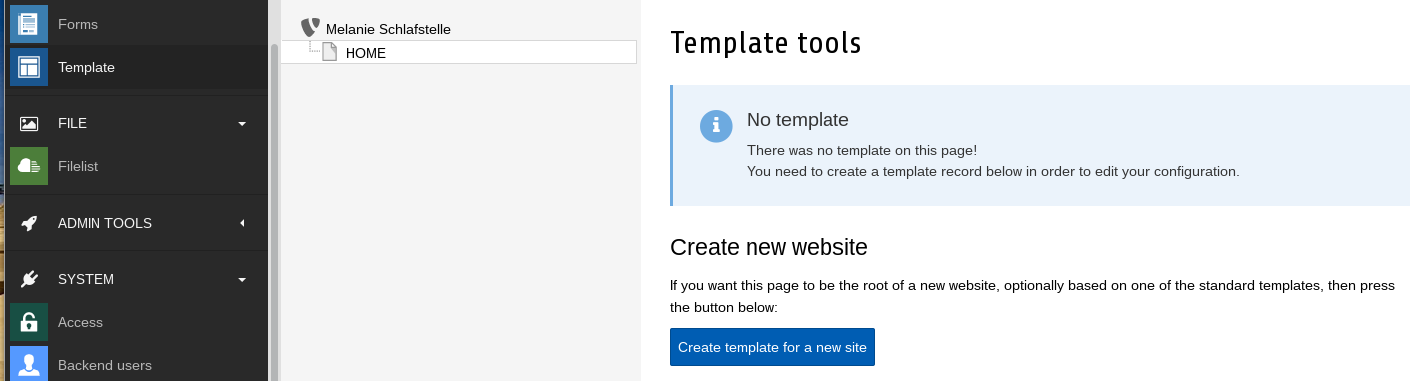 Forms
Template
FILE
Filelist
ADMIN TOOLS
SYSTEM
Access
Backend users
Melanie Schlafstelle
HOME
Template tools
No template
There was no template on this page!
You need to create a template record below in order to edit your configuration.
Create new website
If you want this page to be the root of a new website, optionally based on one of the standard templates, then press
the button below:
Create template for a new site